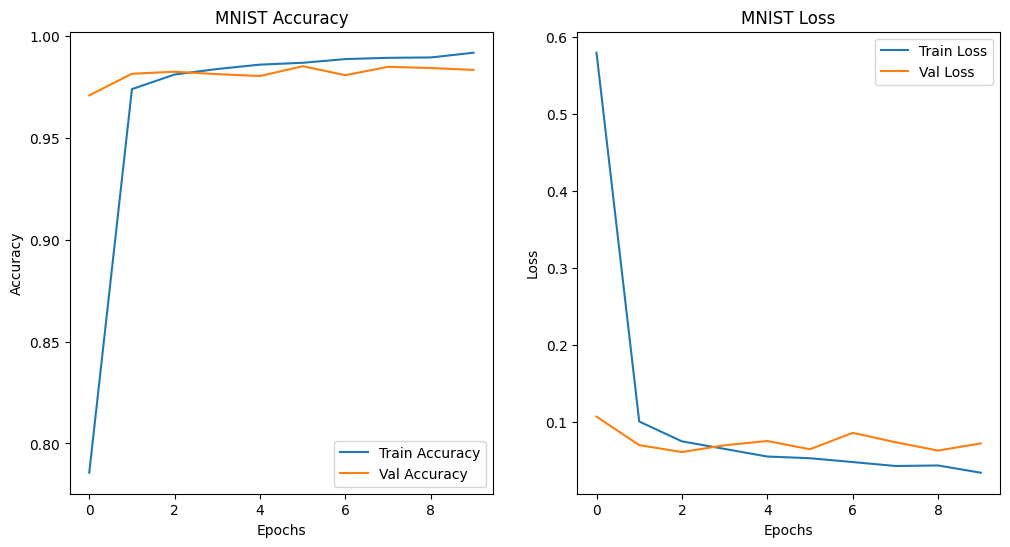 MNIST Accuracy
1.00
0.95
0.90
0.85
0.80
Accuracy
0 2 4 6 8
Epochs
Train Accuracy
Val Accuracy
MNIST Loss
0.6
0.5
0.4
0.3
0.2
0.1
Loss
0 2 4 6 8
Epochs
Train Loss
Val Loss